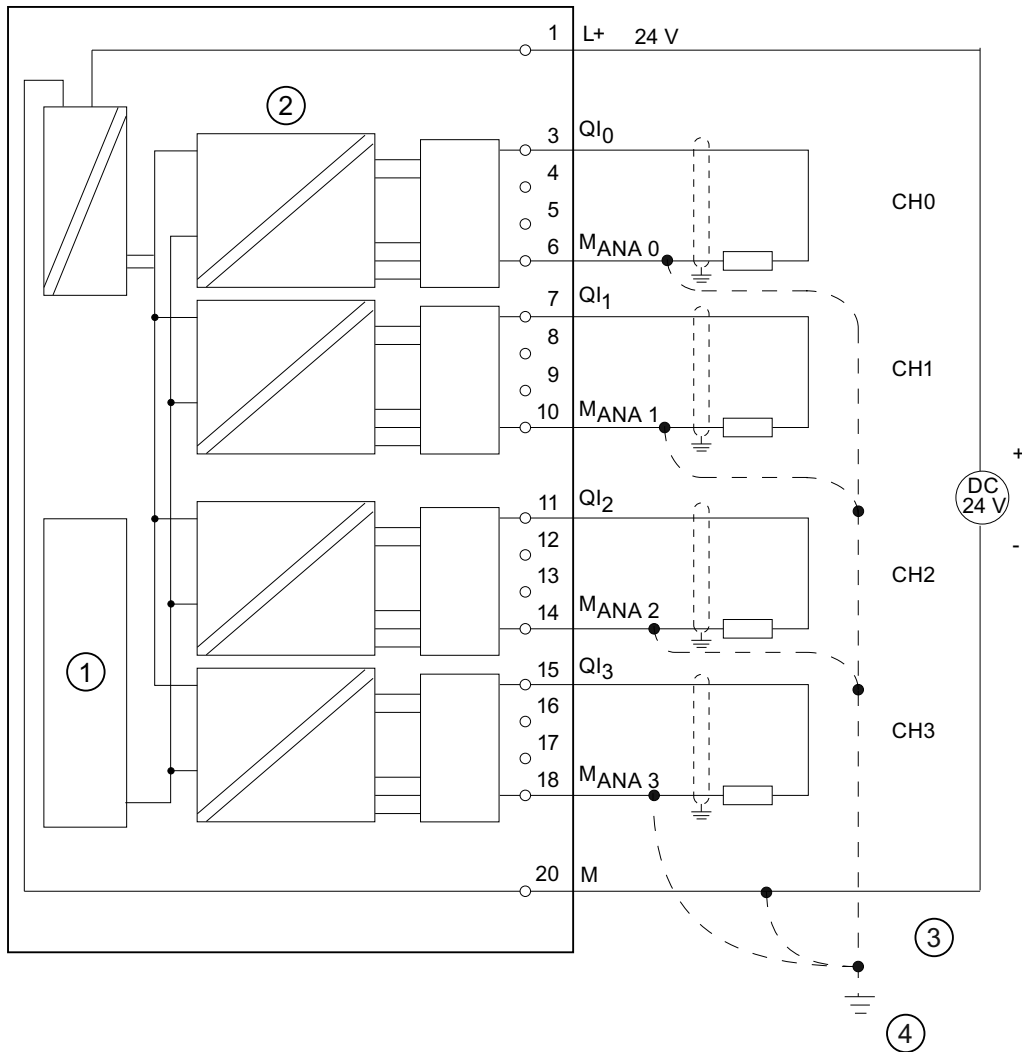 1 L+ 24 V
②
3 QI0
4
5
6 MANA 0
CH0
7 QI1
8
9
10 MANA 1
CH1
+
DC
24 V
-
11 QI2
12
13
14 MANA 2
CH2
①
15 QI3
16
17
18 MANA 3
CH3
20 M
③
④